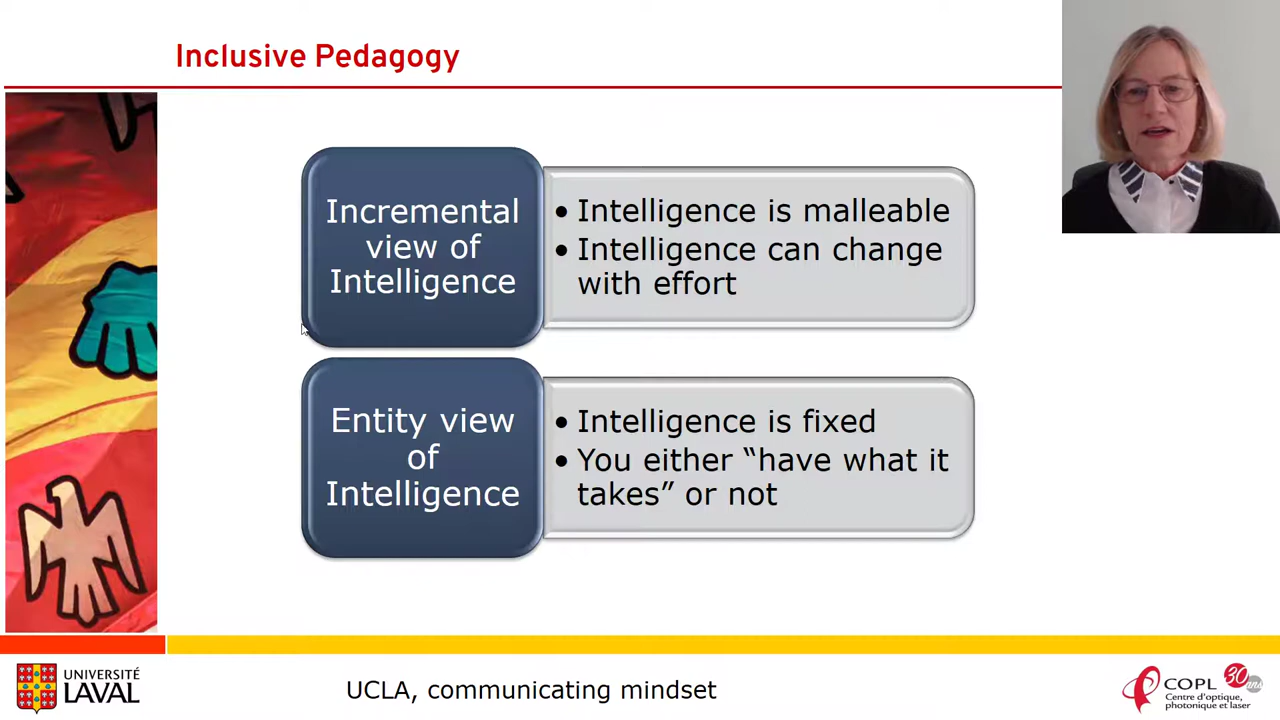 Inclusive Pedagogy
Incremental
view of
Intelligence
• Intelligence is malleable
• Intelligence can change
with effort
Entity view
of
Intelligence
• Intelligence is fixed
• You either “have what it
takes” or not
UNIVERSITÉ
LAVAL
UCLA, communicating mindset
COPL
30 ans
Centre d'optique,
photonique et laser